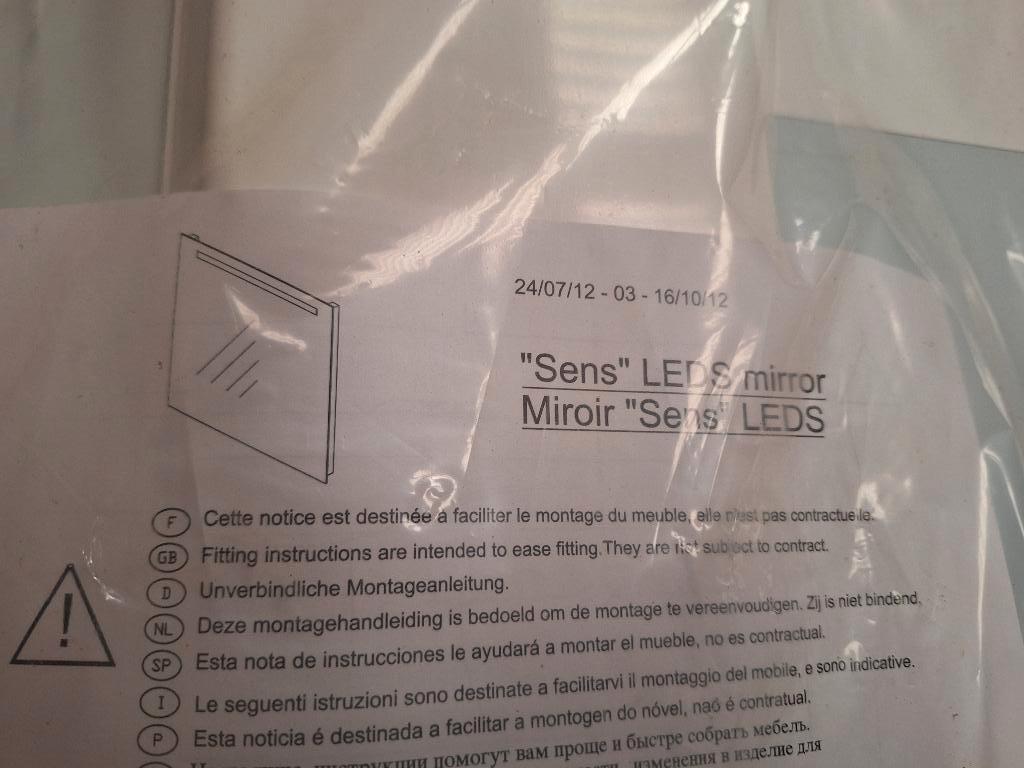 24/07/12 - 03 - 16/10/12
"Sens" LEDS mirror
Miroir "Sens" LEDS
F Cette notice est destinée à faciliter le montage du meuble, elle n'est pas contractuelle.
GB Fitting instructions are intended to ease fitting.They are not subject to contract.
D Unverbindliche Montageanleitung.
NL Deze montagehandleiding is bedoeld om de montage te vereenvoudigen. Zij is niet bindend.
!
SP Esta nota de instrucciones le ayudará a montar el mueble, no es contractual.
I Le seguenti istruzioni sono destinate a facilitarvi il montaggio del mobile, e sono indicative.
P Esta noticia é destinada a facilitar a montogen do nóvel, naõ é contratual.
инструкции помогут вам проще и быстре собрать мебель.
изменения в изделие для